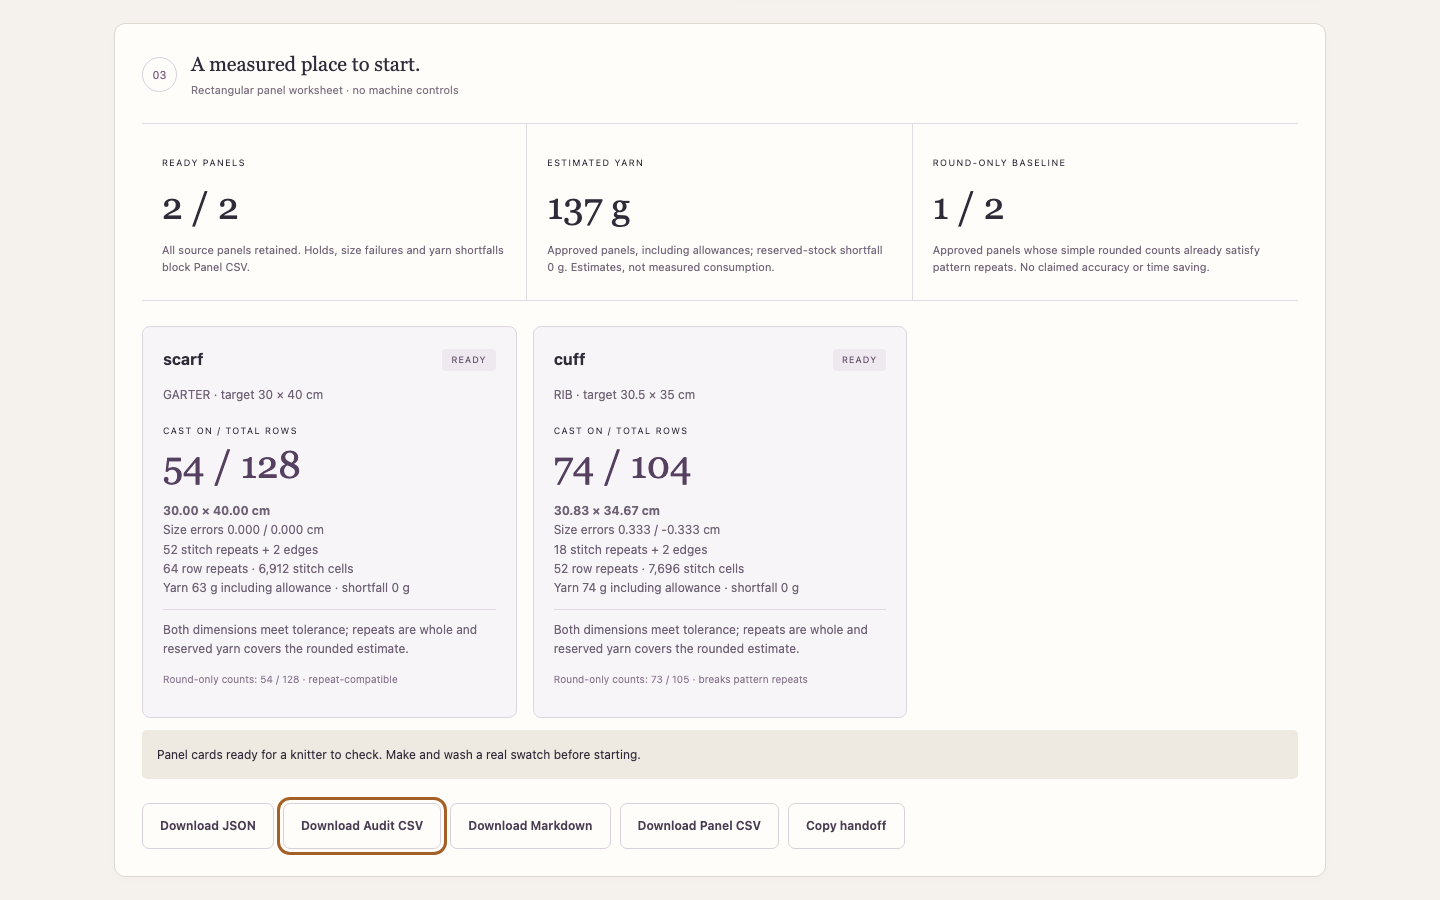 03
A measured place to start.
Rectangular panel worksheet · no machine controls
READY PANELS
2 / 2
All source panels retained. Holds, size failures and yarn shortfalls
block Panel CSV.
ESTIMATED YARN
137 g
Approved panels, including allowances; reserved-stock shortfall
0 g. Estimates, not measured consumption.
ROUND-ONLY BASELINE
1 / 2
Approved panels whose simple rounded counts already satisfy
pattern repeats. No claimed accuracy or time saving.
scarf
READY
GARTER · target 30 × 40 cm
CAST ON / TOTAL ROWS
54 / 128
30.00 × 40.00 cm
Size errors 0.000 / 0.000 cm
52 stitch repeats + 2 edges
64 row repeats · 6,912 stitch cells
Yarn 63 g including allowance · shortfall 0 g
Both dimensions meet tolerance; repeats are whole and
reserved yarn covers the rounded estimate.
Round-only counts: 54 / 128 · repeat-compatible
cuff
READY
RIB · target 30.5 × 35 cm
CAST ON / TOTAL ROWS
74 / 104
30.83 × 34.67 cm
Size errors 0.333 / -0.333 cm
18 stitch repeats + 2 edges
52 row repeats · 7,696 stitch cells
Yarn 74 g including allowance · shortfall 0 g
Both dimensions meet tolerance; repeats are whole and
reserved yarn covers the rounded estimate.
Round-only counts: 73 / 105 · breaks pattern repeats
Panel cards ready for a knitter to check. Make and wash a real swatch before starting.
Download JSON
Download Audit CSV
Download Markdown
Download Panel CSV
Copy handoff